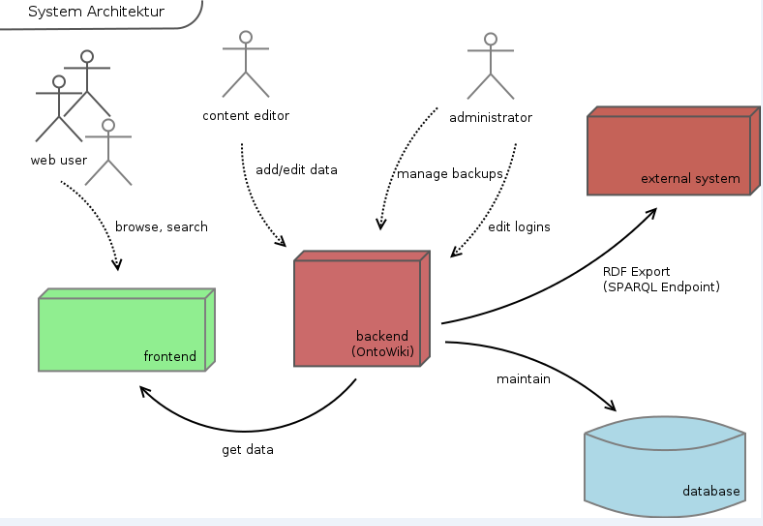 System Architektur
content editor
administrator
web user
add/edit data
manage backups
external system
browse, search
edit logins
RDF Export
(SPARQL Endpoint)
frontend
backend
(OntoWiki)
maintain
get data
database